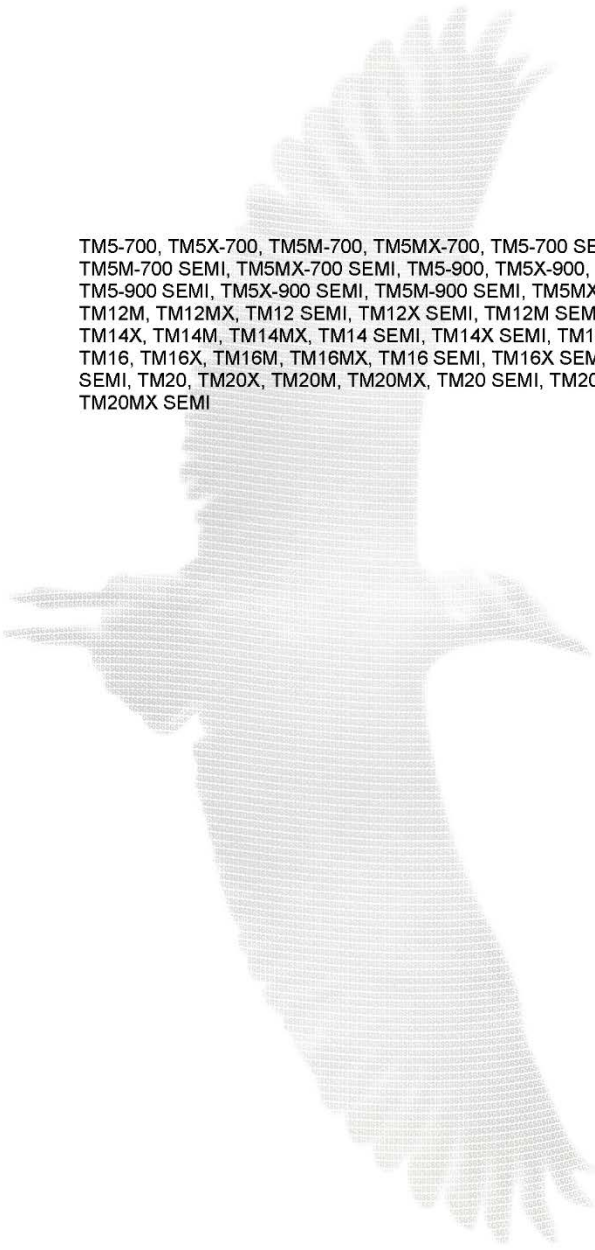 TM5-700, TM5X-700, TM5M-700, TM5MX-700, TM5-700
TM5M-700 SEMI, TM5MX-700 SEMI, TM5-900, TM5X-900,
TM5-900 SEMI, TM5X-900 SEMI, TM5M-900 SEMI,
TM12M, TM12MX, TM12 SEMI, TM12X SEMI, TM12M
TM14X, TM14M, TM14MX, TM14 SEMI, TM14X SEMI,
TM16, TM16X, TM16M, TM16MX, TM16 SEMI, TM16X
SEMI, TM20, TM20X, TM20M, TM20MX, TM20 SEMI,
TM20MX SEMI